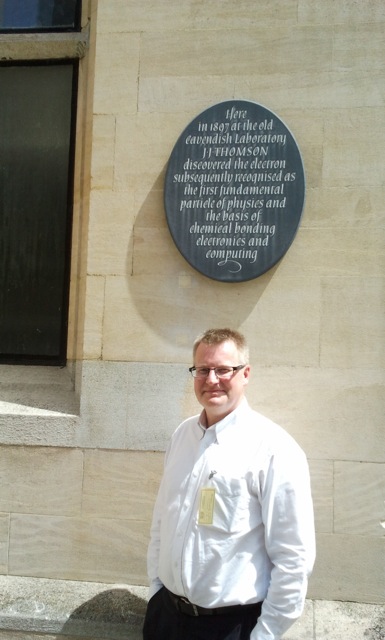 Here
in 1897 at the old
Cavendish Laboratory
J J THOMSON
discovered the electron
subsequently recognised as
the first fundamental
particle of physics and
the basis of
chemical bonding
electronics and
computing